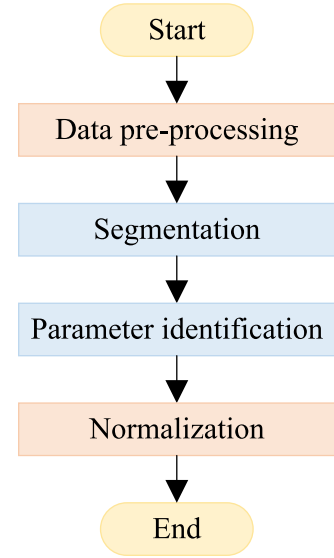 Start
Data pre-processing
Segmentation
Parameter identification
Normalization
End